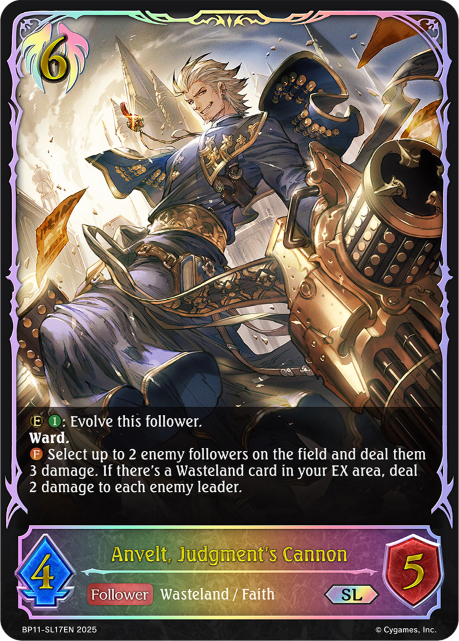 6
E 1: Evolve this follower.
Ward.
F Select up to 2 enemy followers on the field and deal them
3 damage. If there's a Wasteland card in your EX area, deal
2 damage to each enemy leader.
Anvelt, Judgment's Cannon
4
Follower Wasteland / Faith SL
5
BP11-SL17EN 2025 © Cygames, Inc.